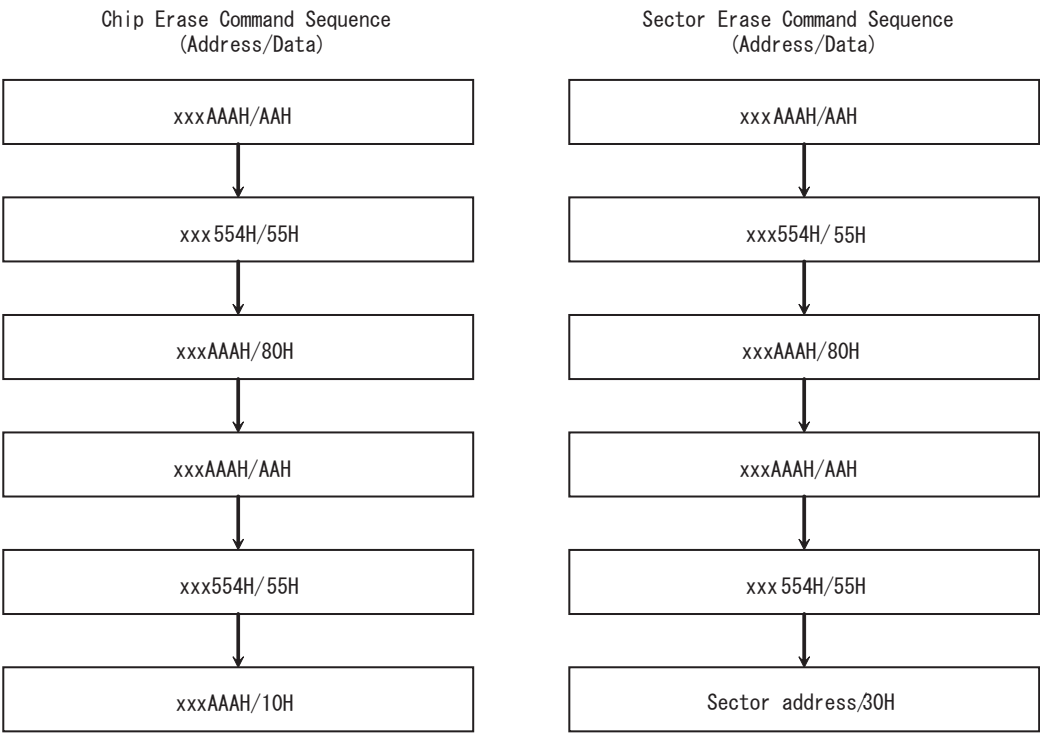 Chip Erase Command Sequence
(Address/Data)
xxxAAAH/AAH
xxx554H/55H
xxxAAAH/80H
xxxAAAH/AAH
xxx554H/55H
xxxAAAH/10H
Sector Erase Command Sequence
(Address/Data)
xxxAAAH/AAH
xxx554H/55H
xxxAAAH/80H
xxxAAAH/AAH
xxx554H/55H
Sector address/30H